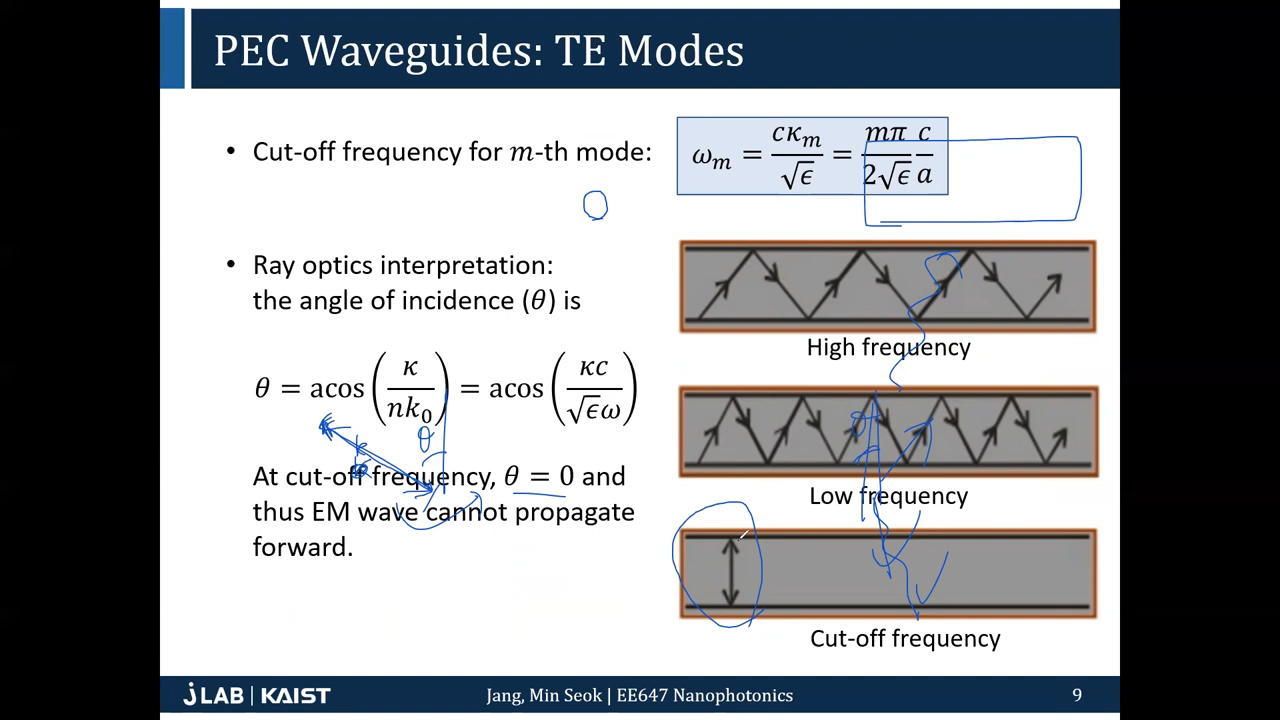 PEC Waveguides: TE Modes
• Cut-off frequency for m-th mode:
ω_m = cκ_m / √ϵ = mπ / 2√ϵ c / a
• Ray optics interpretation:
the angle of incidence (θ) is
θ = acos(κ / nk_0) = acos(κc / √ϵω)
θ
At cut-off frequency, θ = 0 and
thus EM wave cannot propagate
forward.
High frequency
θ
Low frequency
Cut-off frequency
jLAB | KAIST
Jang, Min Seok | EE647 Nanophotonics
9